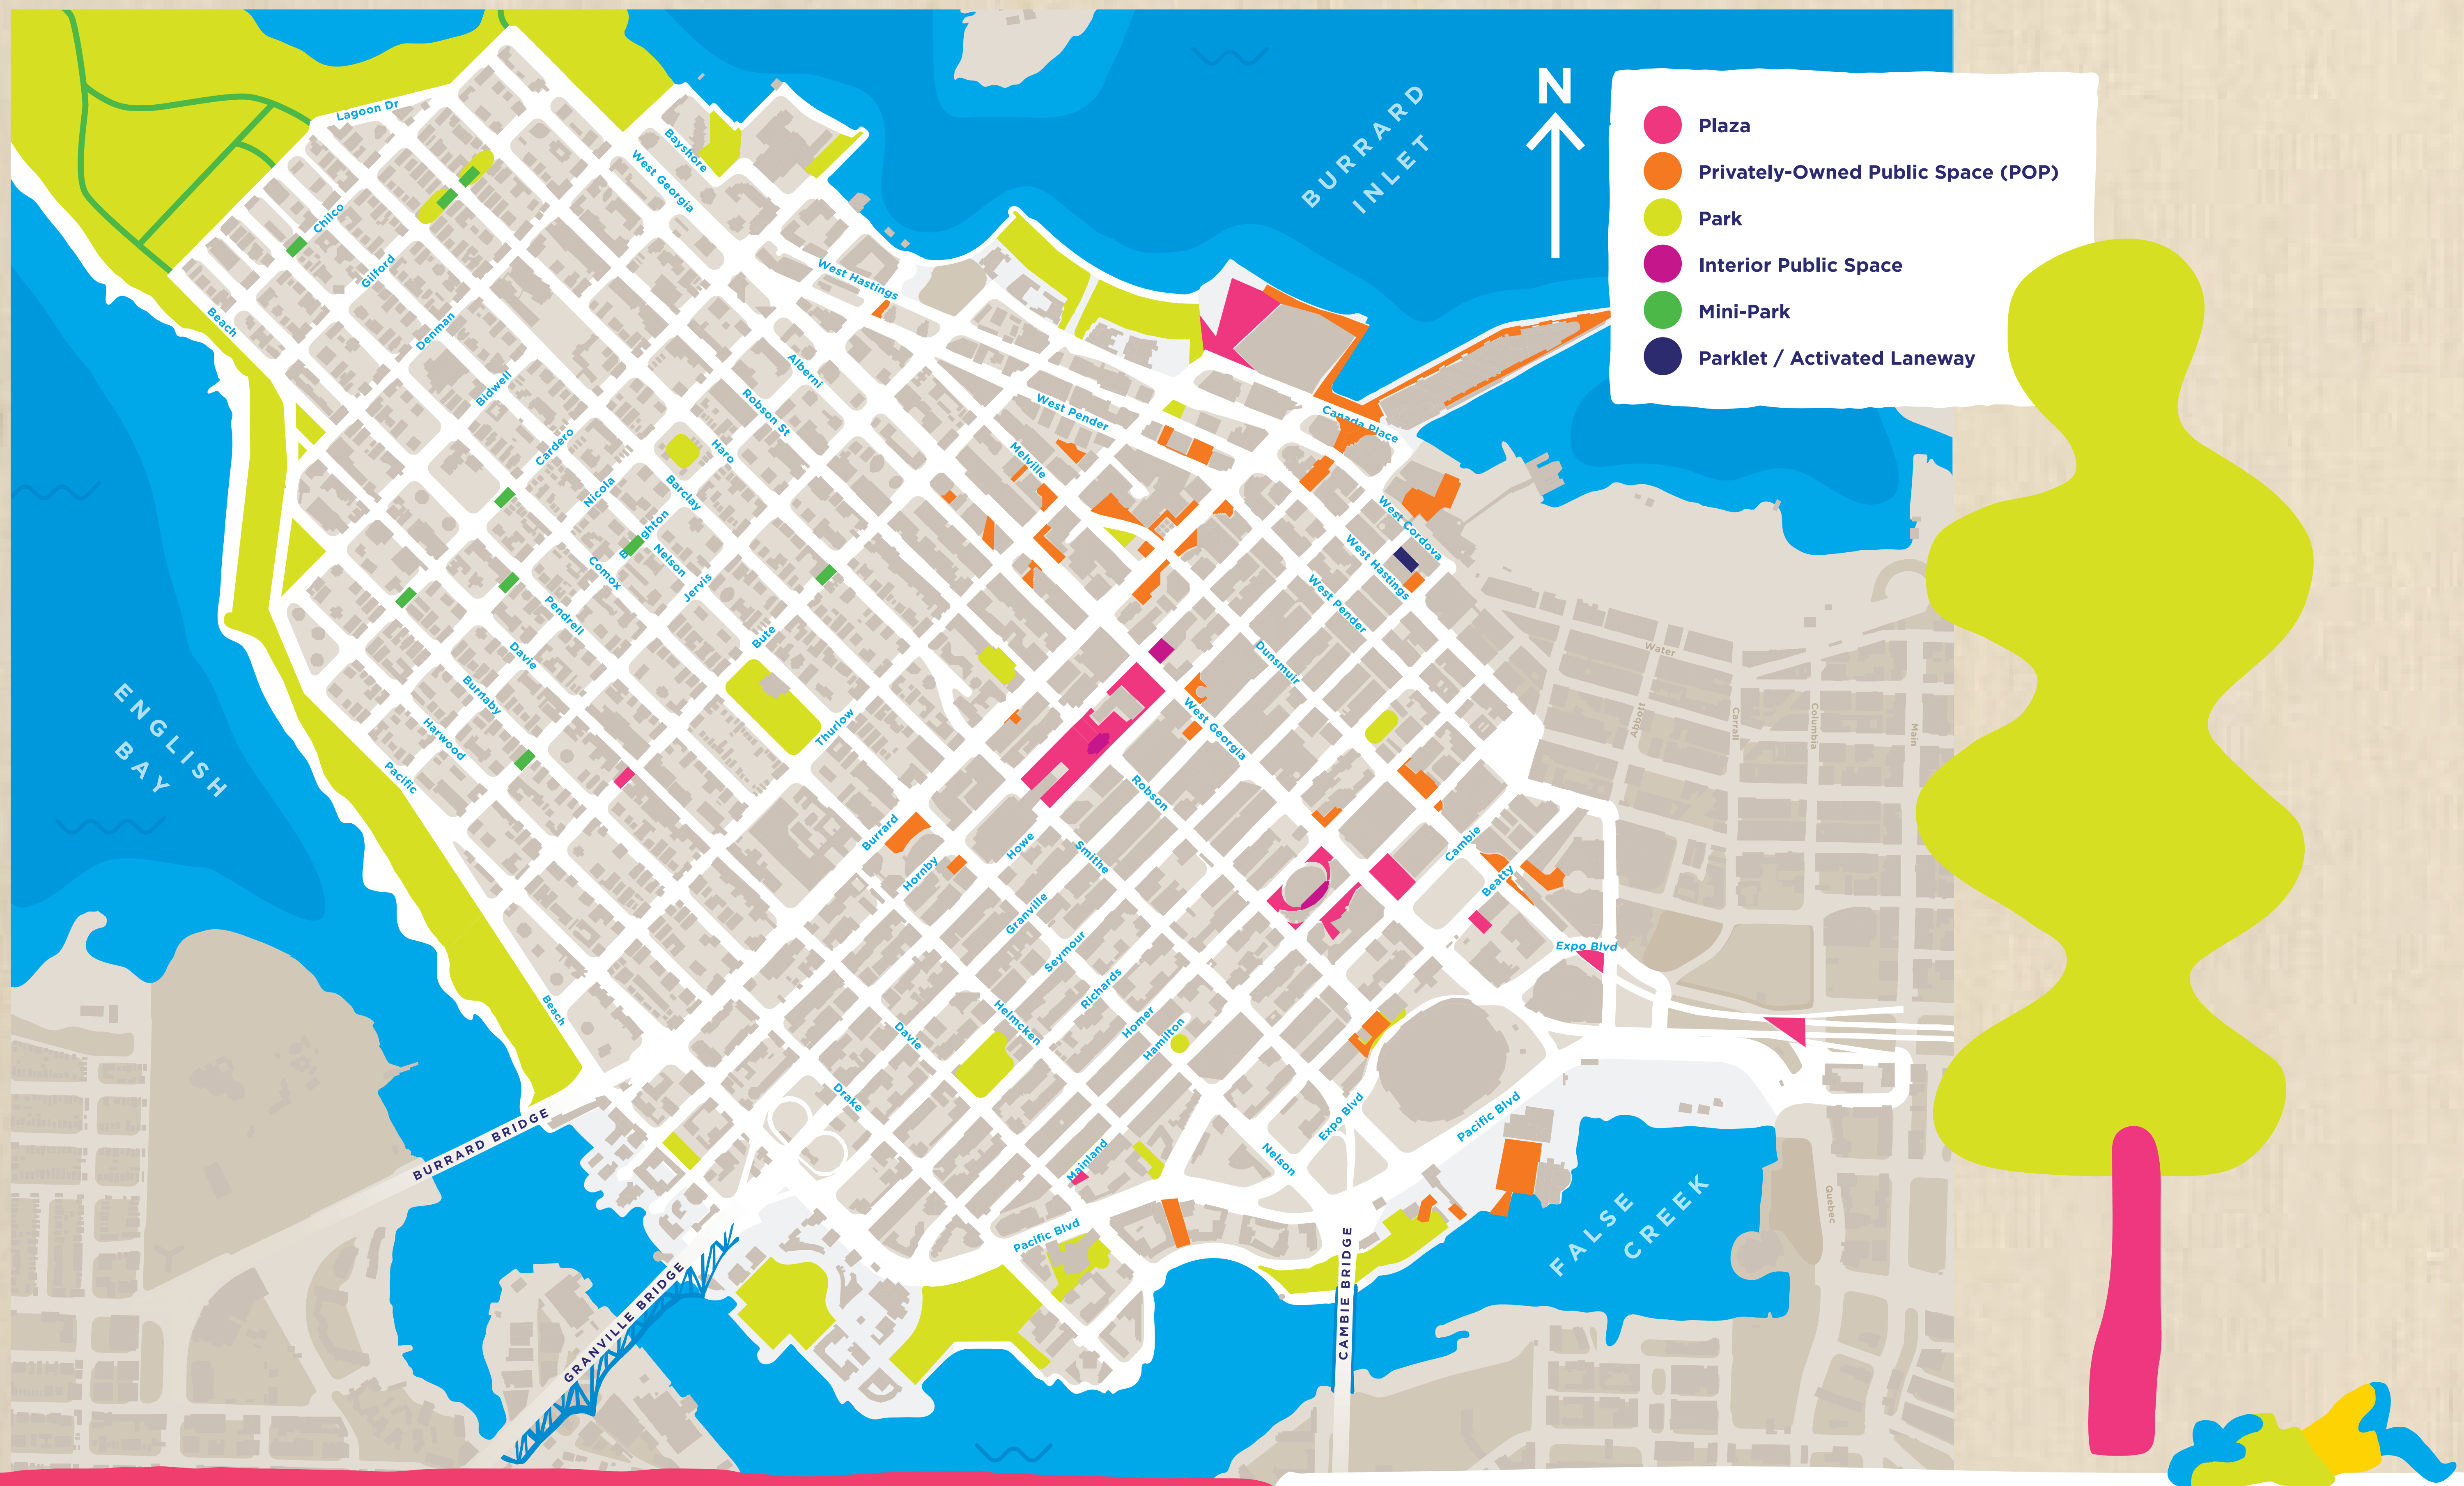 N
Plaza
Privately-Owned Public Space (POP)
Park
Interior Public Space
Mini-Park
Parklet / Activated Laneway
BURRARD
INLET
Lagoon Dr
Bayshore
West Georgia
Chilco
Gilford
Beach
Denman
West Hastings
Bidwell
Alberni
Robson St
West Pender
Canada Place
Cardero
Haro
Melville
Nicola
Barclay
West Cordova
Broughton
Nelson
West Hastings
Comox
Jervis
West Pender
Pendrell
Bute
Water
Davie
Dunsmuir
Burnaby
Thurlow
West Georgia
Abbott
Carrall
Columbia
Main
Harwood
ENGLISH
BAY
Pacific
Robson
Burrard
Howe
Smithe
Cambie
Hornby
Beatty
Granville
Seymour
Expo Blvd
Richards
Beach
Helmcken
Homer
Davie
Hamilton
Drake
Expo Blvd
Pacific Blvd
BURRARD BRIDGE
Mainland
Nelson
Quebec
FALSE
CREEK
Pacific Blvd
GRANVILLE BRIDGE
CAMBIE BRIDGE